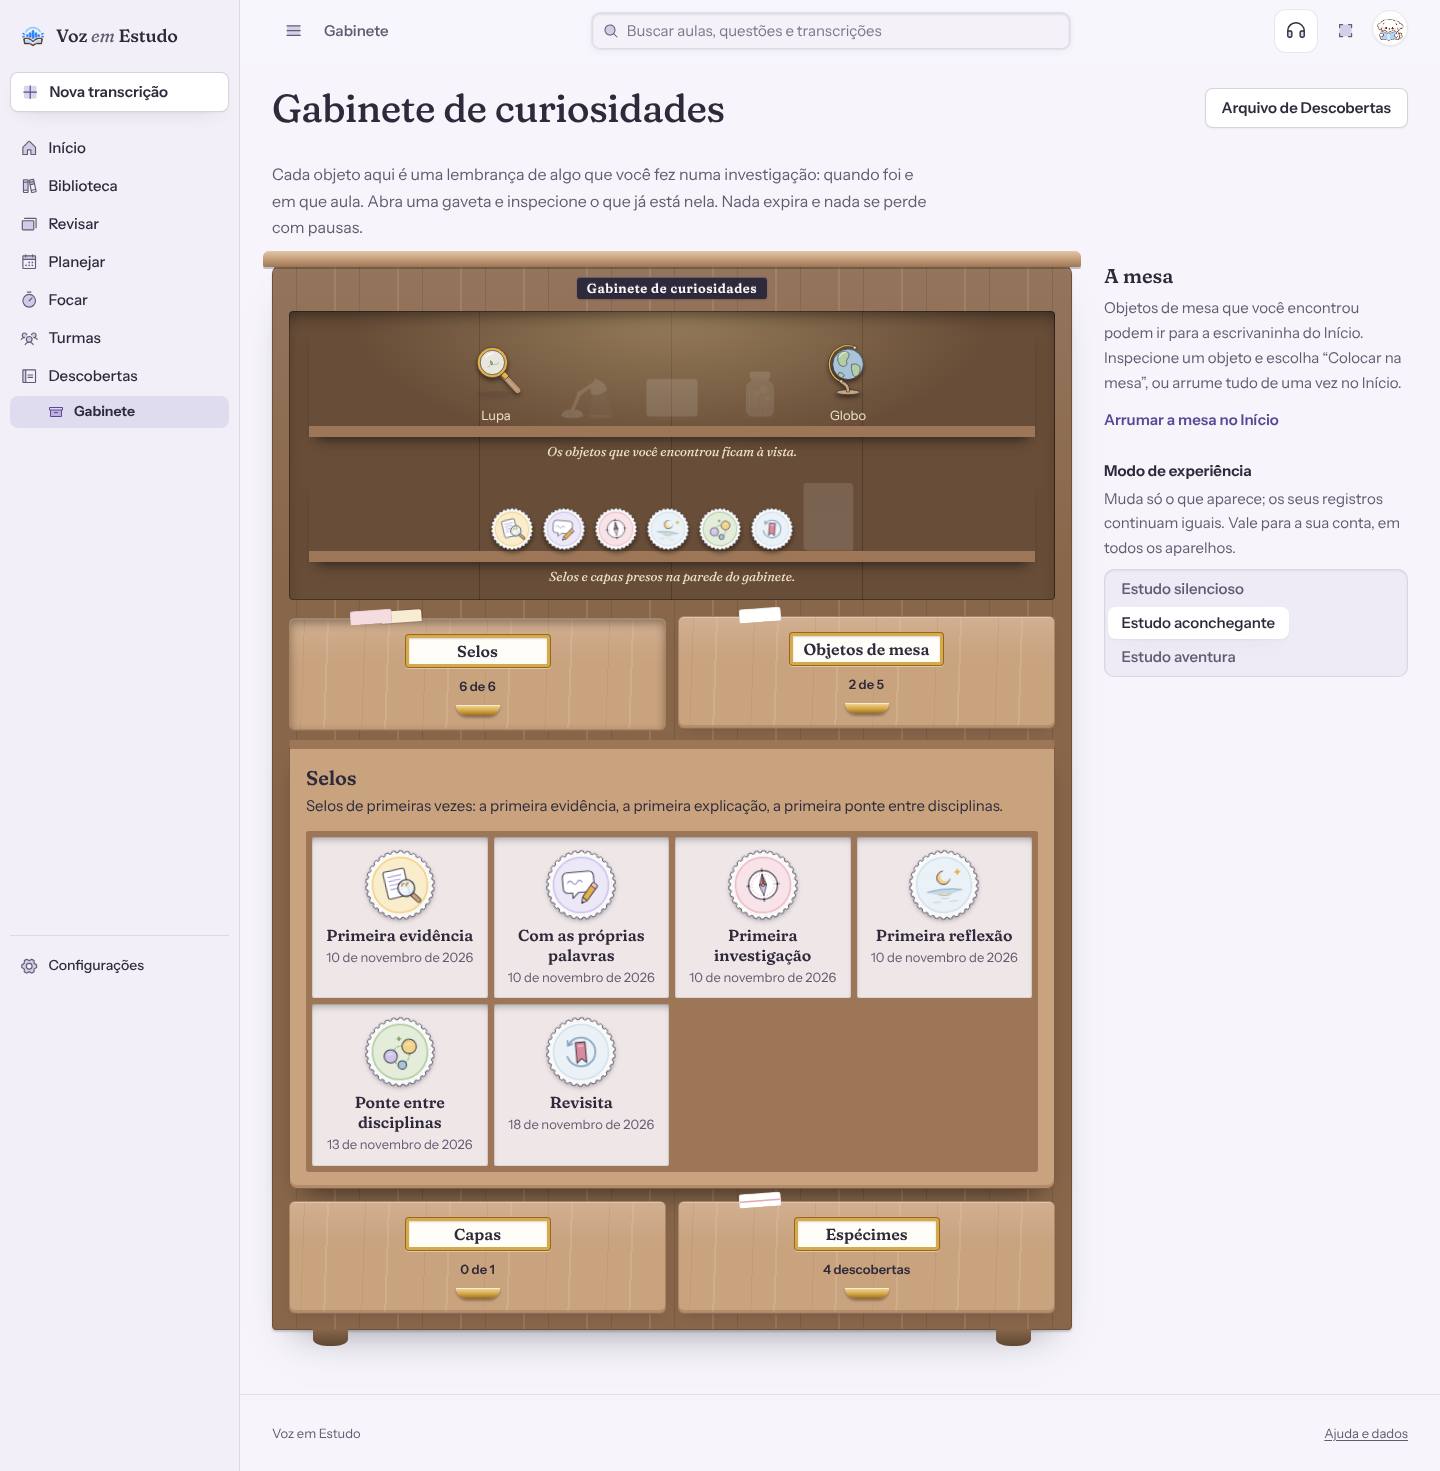 Voz em Estudo
Nova transcrição
Início
Biblioteca
Revisar
Planejar
Focar
Turmas
Descobertas
Gabinete
Configurações
Gabinete
Buscar aulas, questões e transcrições
Gabinete de curiosidades
Arquivo de Descobertas
Cada objeto aqui é uma lembrança de algo que você fez numa investigação: quando foi e
em que aula. Abra uma gaveta e inspecione o que já está nela. Nada expira e nada se perde
com pausas.
Gabinete de curiosidades
Lupa
Globo
Os objetos que você encontrou ficam à vista.
Selos e capas presos na parede do gabinete.
Selos
6 de 6
Objetos de mesa
2 de 5
Selos
Selos de primeiras vezes: a primeira evidência, a primeira explicação, a primeira ponte entre disciplinas.
Primeira evidência
10 de novembro de 2026
Com as próprias
palavras
10 de novembro de 2026
Primeira
investigação
10 de novembro de 2026
Primeira reflexão
10 de novembro de 2026
Ponte entre
disciplinas
13 de novembro de 2026
Revisita
18 de novembro de 2026
Capas
0 de 1
Espécimes
4 descobertas
A mesa
Objetos de mesa que você encontrou
podem ir para a escrivaninha do Início.
Inspecione um objeto e escolha “Colocar na
mesa”, ou arrume tudo de uma vez no Início.
Arrumar a mesa no Início
Modo de experiência
Muda só o que aparece; os seus registros
continuam iguais. Vale para a sua conta, em
todos os aparelhos.
Estudo silencioso
Estudo aconchegante
Estudo aventura
Voz em Estudo
Ajuda e dados